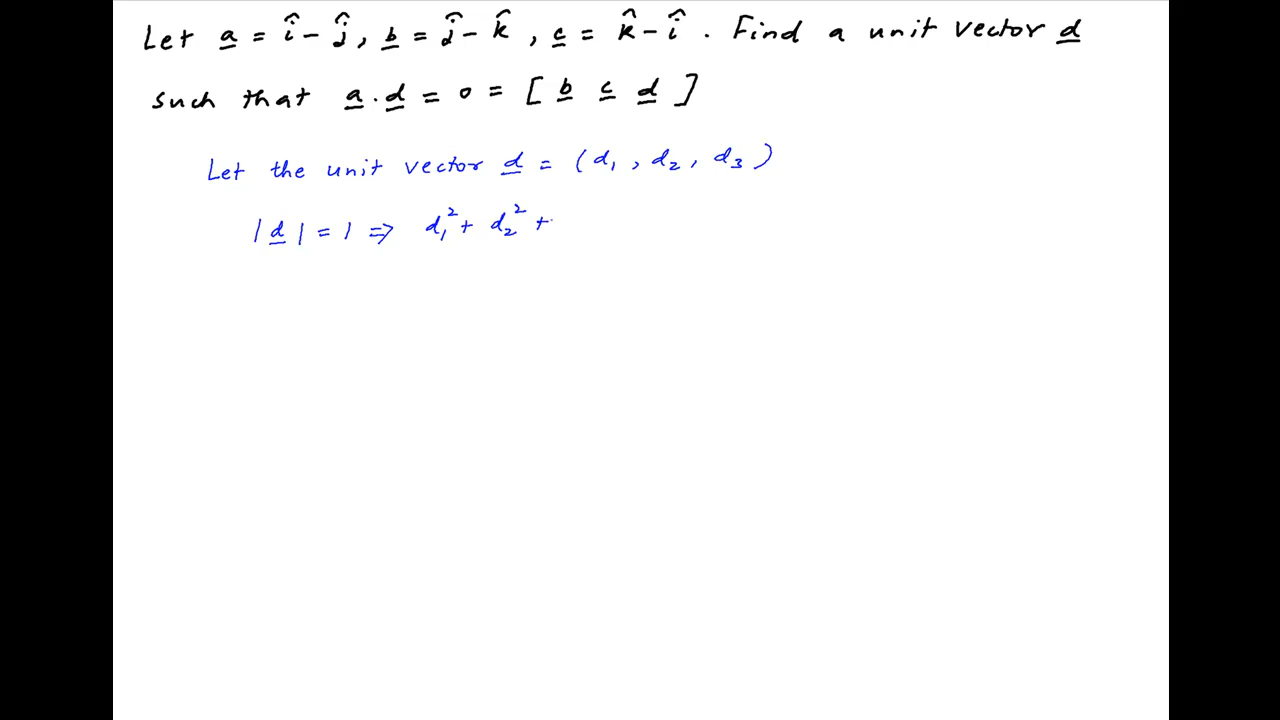 Let a̲ = î - ĵ, b̲ = ĵ - k̂, c̲ = k̂ - î. Find a unit vector d̲
such that a̲ . d̲ = 0 = [ b̲ c̲ d̲ ]
Let the unit vector d̲ = (d₁, d₂, d₃)
|d̲| = 1 ⇒ d₁² + d₂² +